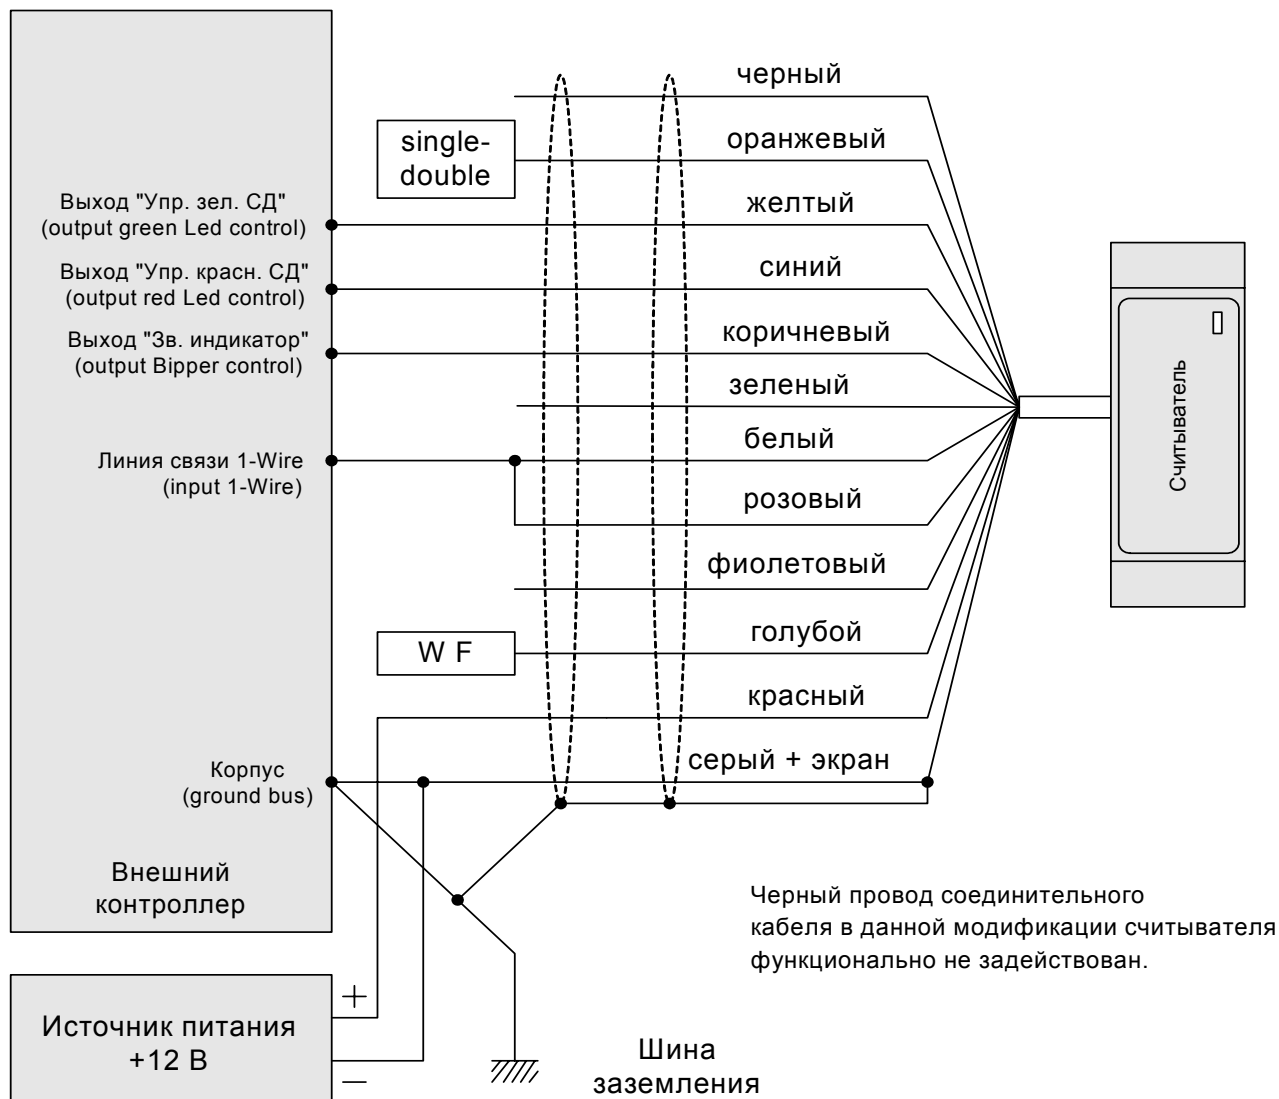 черный
single-
double
оранжевый
Выход "Упр. зел. СД"
(output green Led control)
желтый
Выход "Упр. красн. СД"
(output red Led control)
синий
Выход "Зв. индикатор"
(output Bipper control)
коричневый
зеленый
Линия связи 1-Wire
(input 1-Wire)
белый
розовый
Считыватель
фиолетовый
W F
голубой
красный
Корпус
(ground bus)
серый + экран
Внешний
контроллер
Черный провод соединительного
кабеля в данной модификации считывателя
функционально не задействован.
+
Источник питания
+12 В
—
Шина
заземления